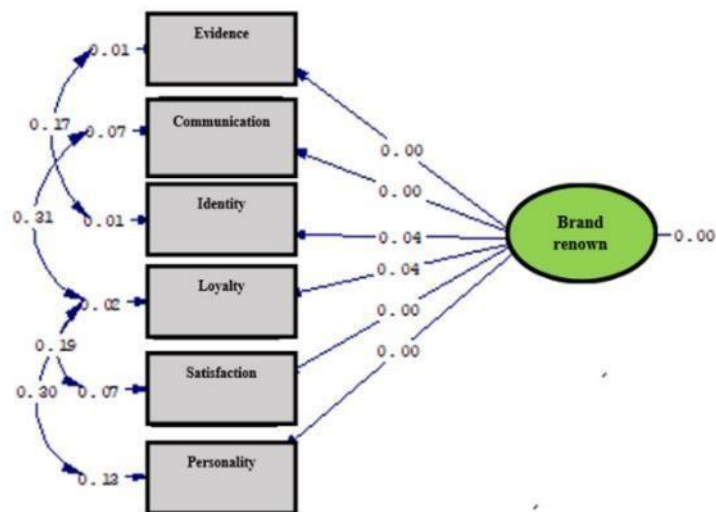 Evidence
0.01
0.00
0.17
Communication
0.07
0.00
0.31
Identity
0.01
0.04
Brand
renown
0.00
Loyalty
0.02
0.04
0.19
Satisfaction
0.07
0.00
0.30
Personality
0.13
0.00